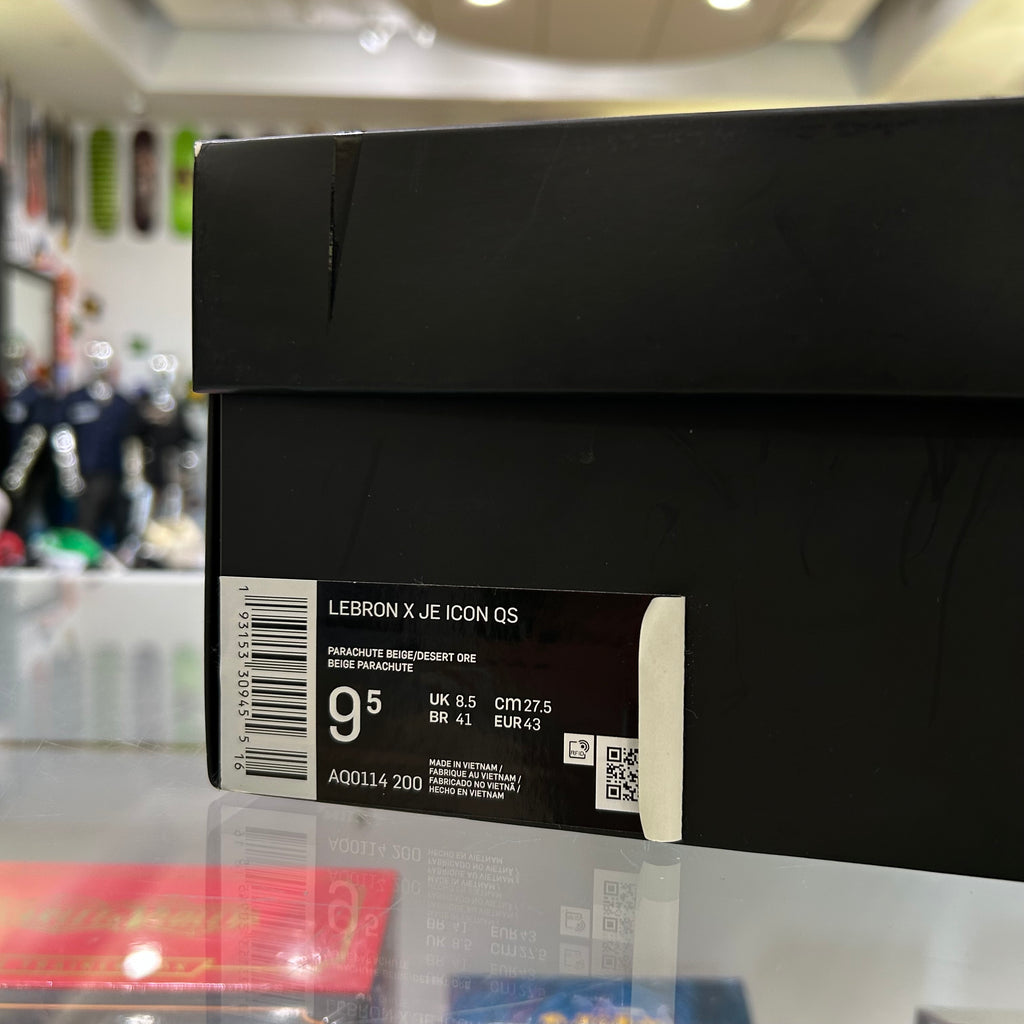 LEBRON X JE ICON QS
PARACHUTE BEIGE/DESERT ORE
BEIGE PARACHUTE
9⁵
UK 8.5 cm 27.5
BR 41 EUR 43
AQ0114 200
MADE IN VIETNAM /
FABRIQUE AU VIETNAM /
FABRICADO NO VIETNÃ /
HECHO EN VIETNAM
RFID
1 93153 30945 5 16